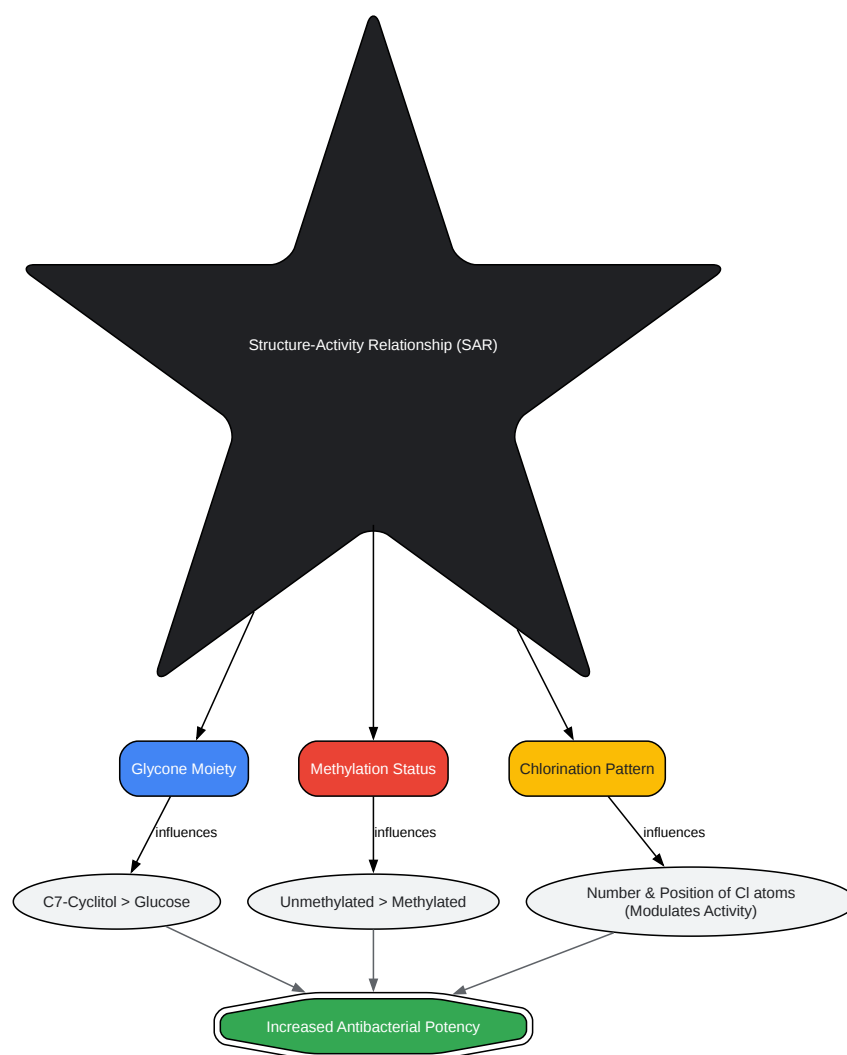 Structure-Activity Relationship (SAR)
Glycone Moiety
Methylation Status
Chlorination Pattern
influences
influences
influences
C7-Cyclitol > Glucose
Unmethylated > Methylated
Number & Position of Cl atoms
(Modulates Activity)
Increased Antibacterial Potency